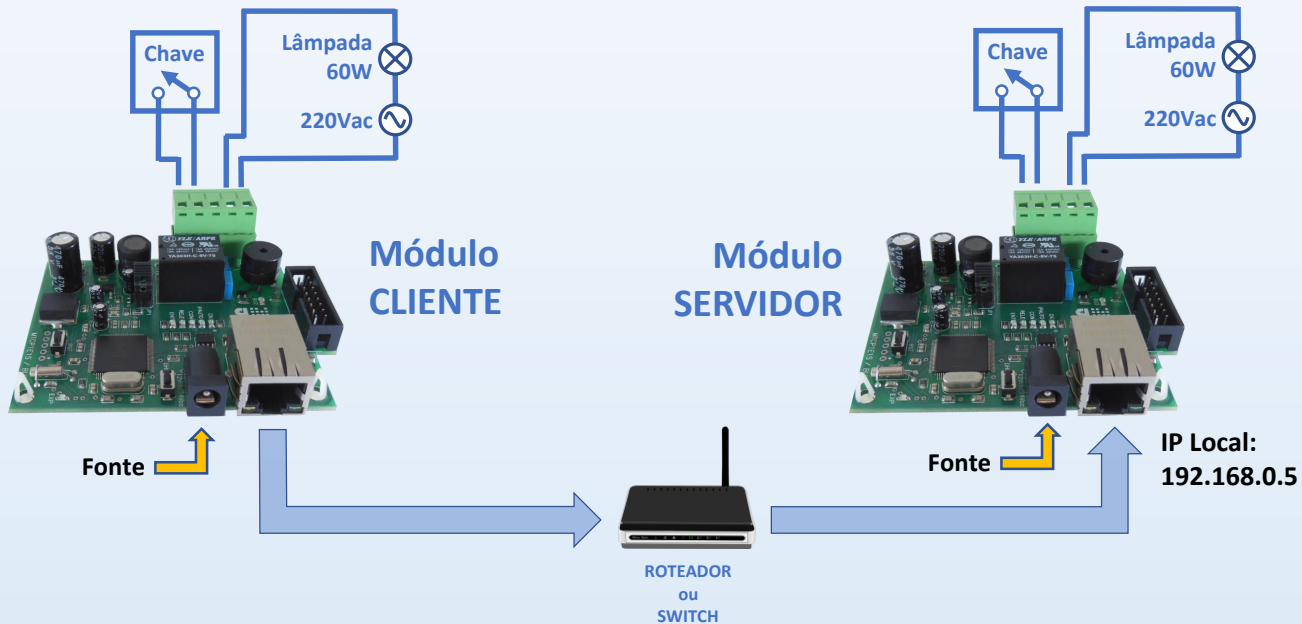 Chave
Lâmpada
60W
220Vac
Chave
Lâmpada
60W
220Vac
Módulo
CLIENTE
Módulo
SERVIDOR
Fonte
Fonte
IP Local:
192.168.0.5
ROTEADOR
ou
SWITCH